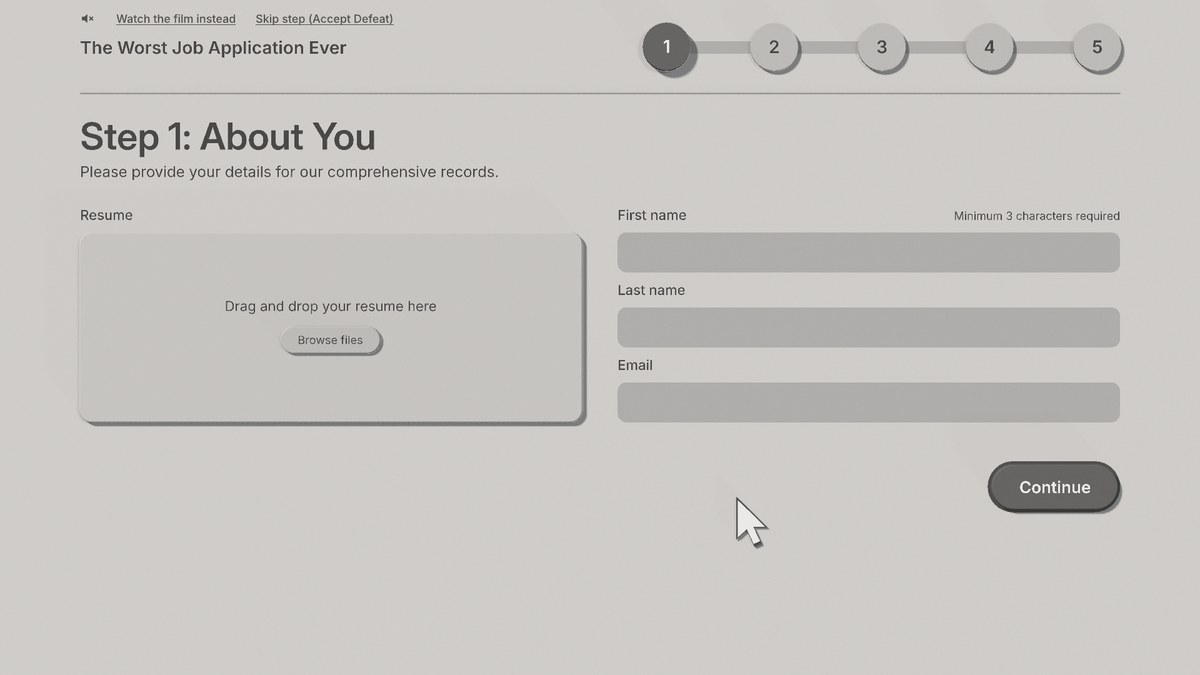 Watch the film instead Skip step (Accept Defeat)
The Worst Job Application Ever
1 2 3 4 5
Step 1: About You
Please provide your details for our comprehensive records.
Resume
Drag and drop your resume here
Browse files
First name Minimum 3 characters required
Last name
Email
Continue